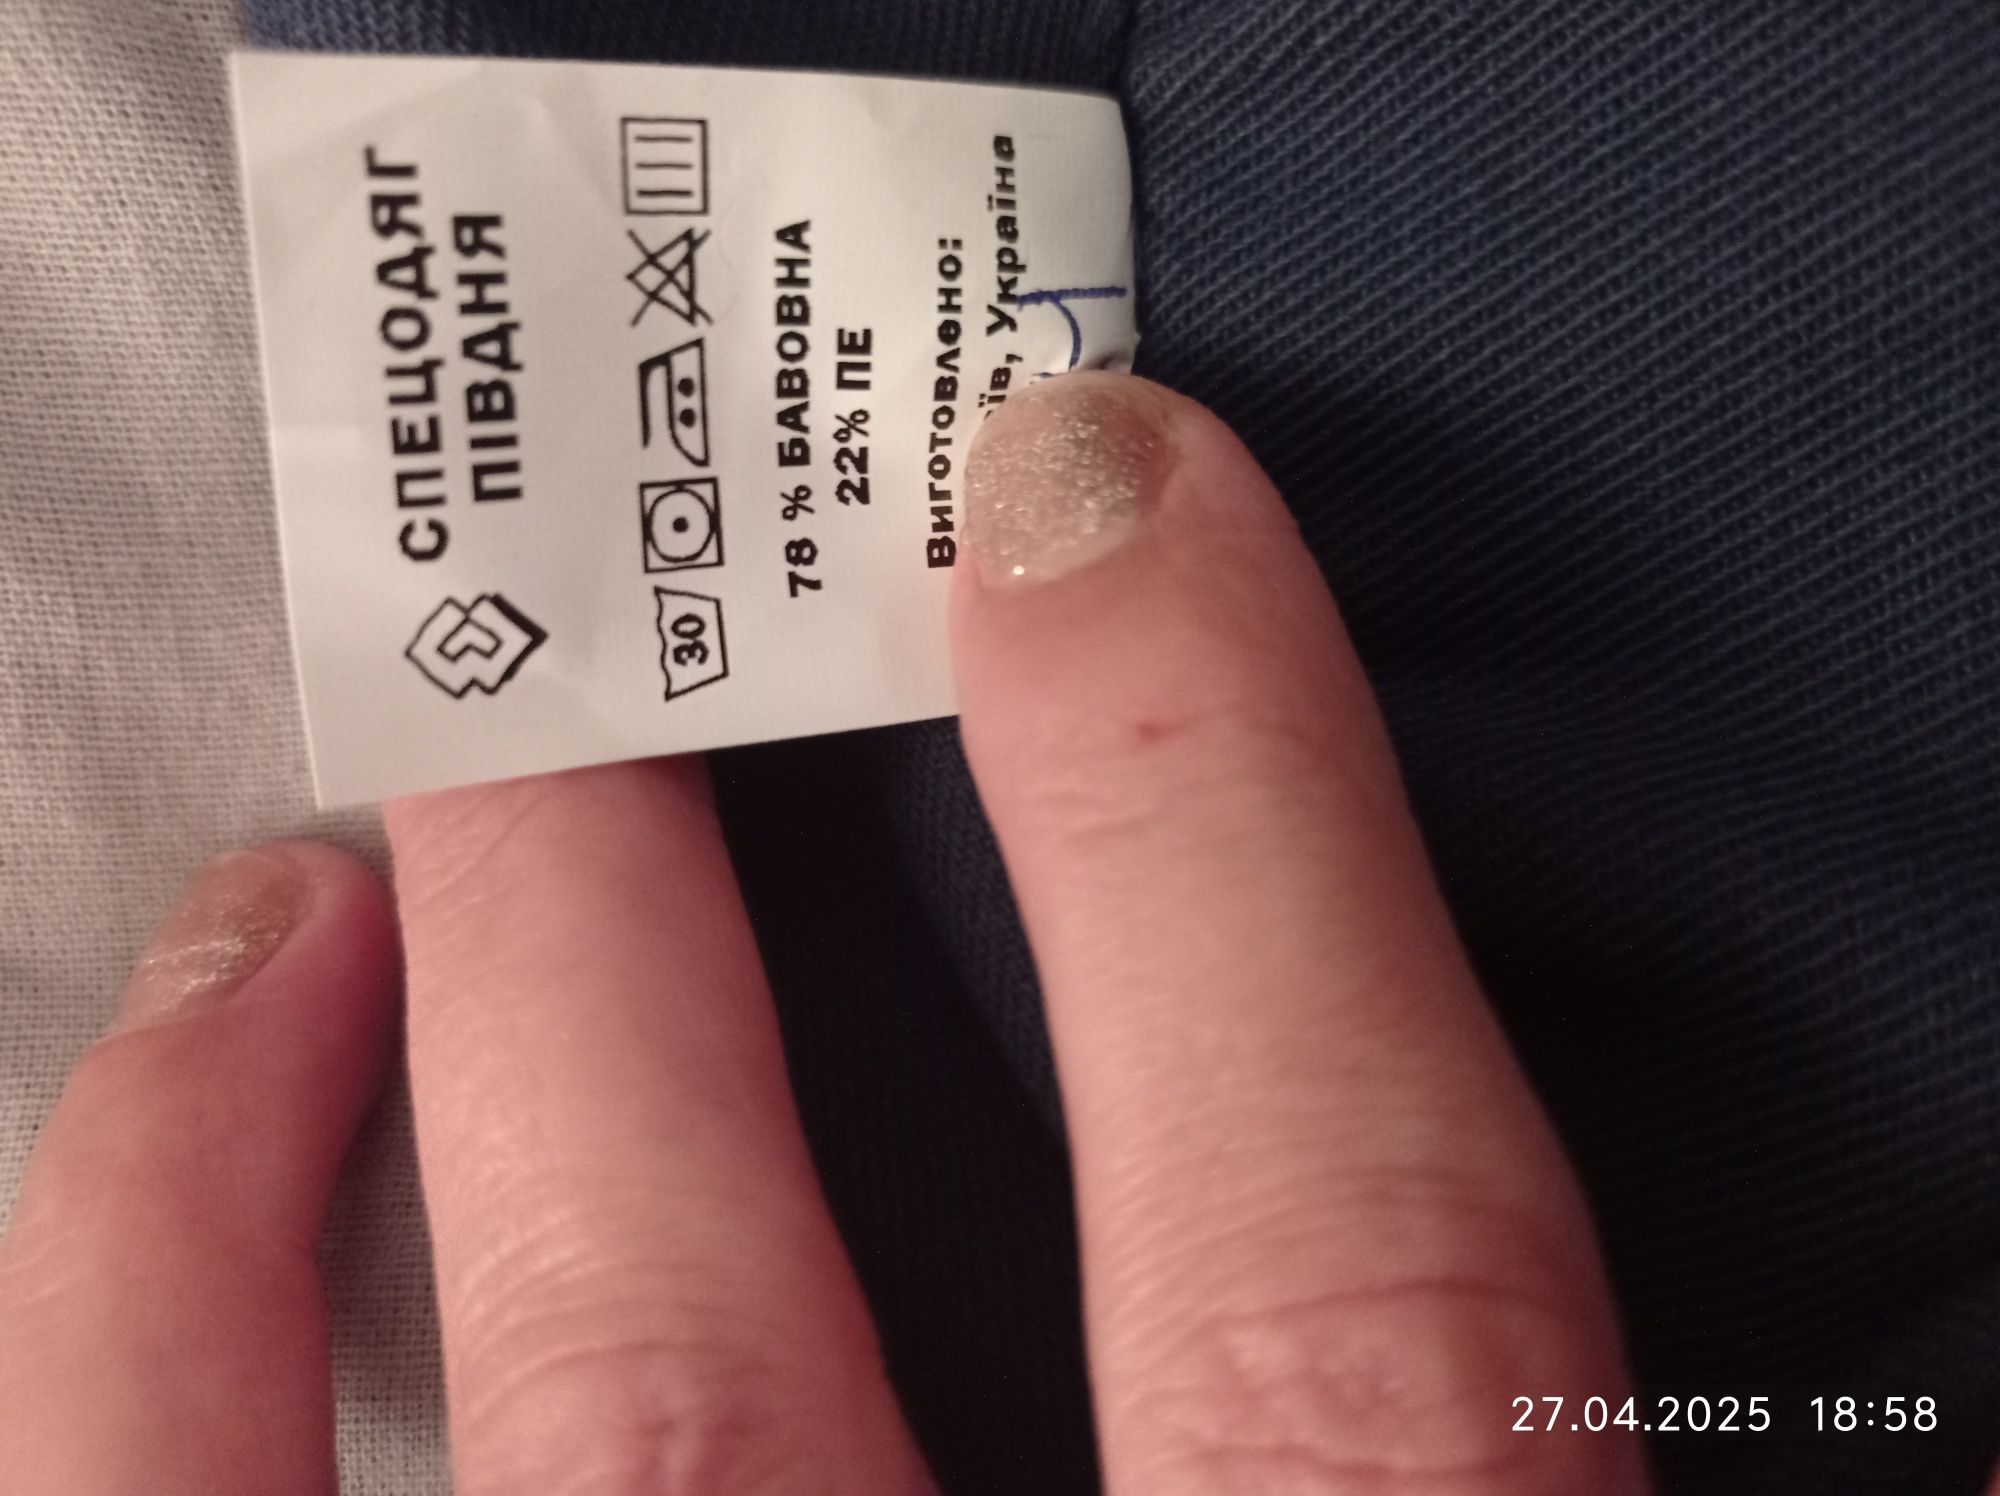 СПЕЦОДЯГ
ПІВДНЯ
30
78 % БАВОВНА
22% ПЕ
Виготовлено:
Україна
27.04.2025 18:58